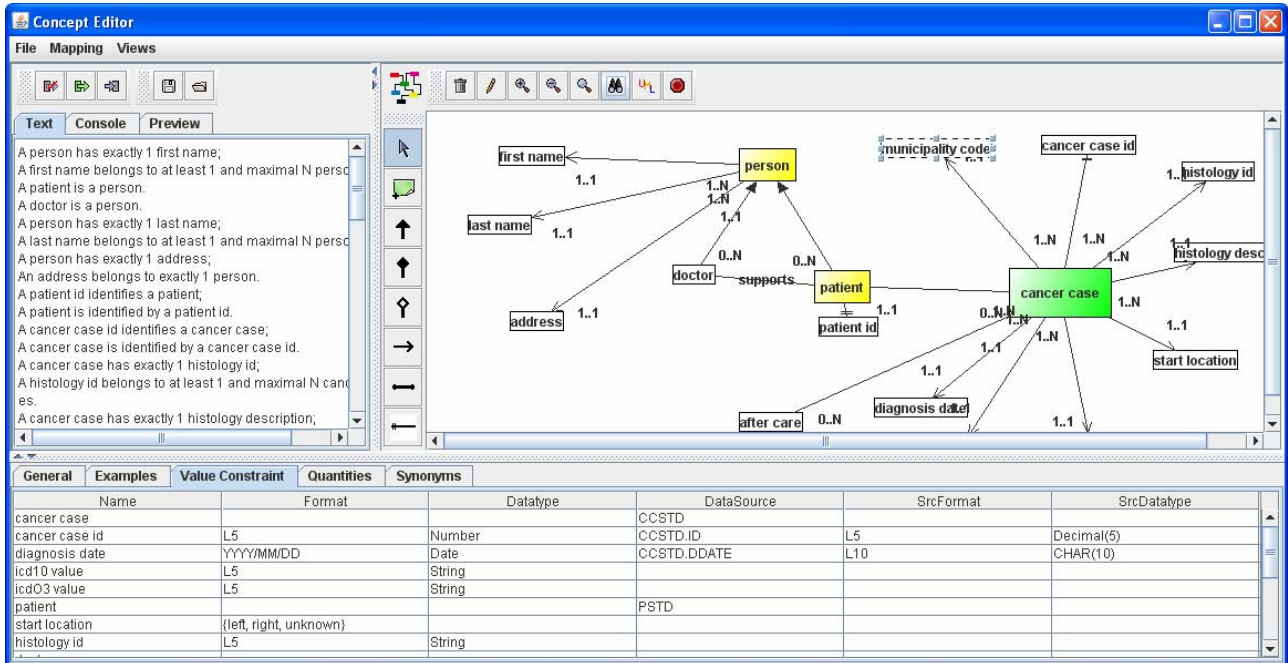 Concept Editor
File Mapping Views
Text Console Preview
A person has exactly 1 first name;
A first name belongs to at least 1 and maximal N perso
A patient is a person.
A doctor is a person.
A person has exactly 1 last name;
A last name belongs to at least 1 and maximal N perso
A person has exactly 1 address;
An address belongs to exactly 1 person.
A patient id identifies a patient;
A patient is identified by a patient id.
A cancer case id identifies a cancer case;
A cancer case is identified by a cancer case id.
A cancer case has exactly 1 histology id;
A histology id belongs to at least 1 and maximal N canc
es.
A cancer case has exactly 1 histology description;
UML
first name
1..1
person
municipality code
cancer case id
1.. histology id
1..N
1..N
last name
1..1
1..1
1..N
1..N
1..1
1..N
histology desc
doctor
0..N
supports
0..N
patient
cancer case
1..N
address
1..1
patient id
1..1
0..N
1..N
1..N
1..N
1..1
1..1
start location
1..1
after care
0..N
diagnosis date
1..1
General Examples Value Constraint Quantities Synonyms
Name Format Datatype DataSource SrcFormat SrcDatatype
cancer case CCSTD
cancer case id L5 Number CCSTD.ID L5 Decimal(5)
diagnosis date YYYY/MM/DD Date CCSTD.DDATE L10 CHAR(10)
icd10 value L5 String
icdO3 value L5 String
patient PSTD
start location {left, right, unknown}
histology id L5 String